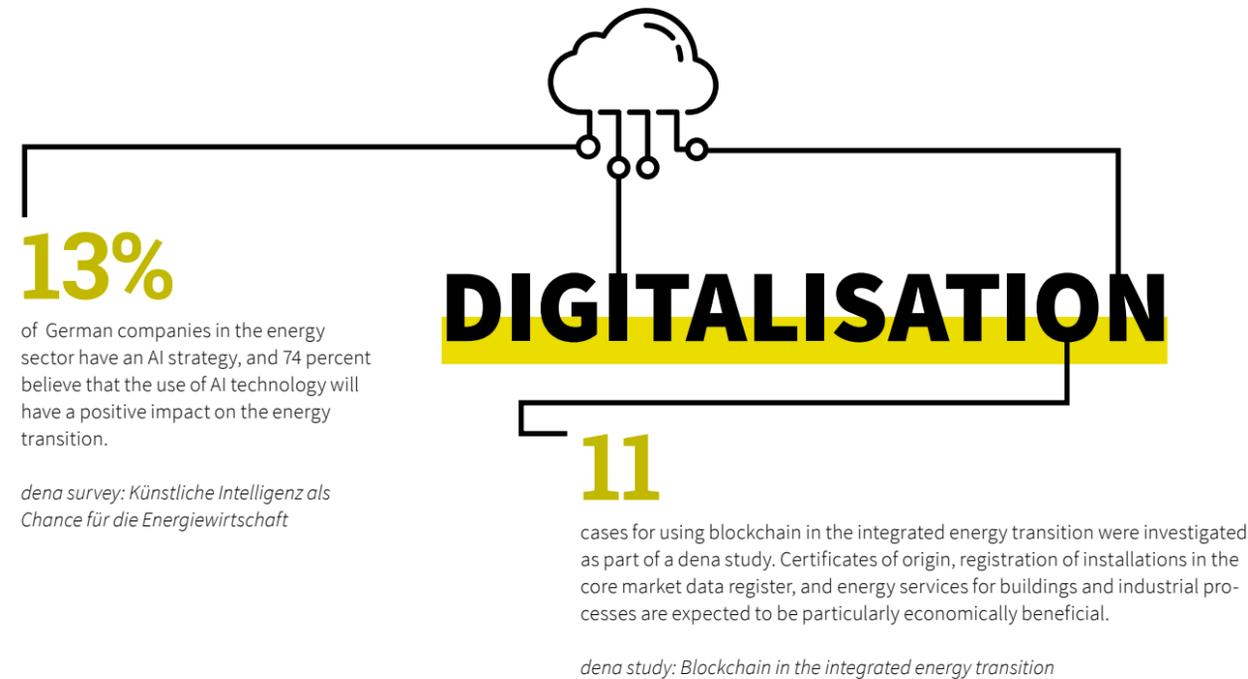 DIGITALISATION
13%
of German companies in the energy
sector have an AI strategy, and 74 percent
believe that the use of AI technology will
have a positive impact on the energy
transition.
dena survey: Künstliche Intelligenz als
Chance für die Energiewirtschaft
11
cases for using blockchain in the integrated energy transition were investigated
as part of a dena study. Certificates of origin, registration of installations in the
core market data register, and energy services for buildings and industrial pro-
cesses are expected to be particularly economically beneficial.
dena study: Blockchain in the integrated energy transition